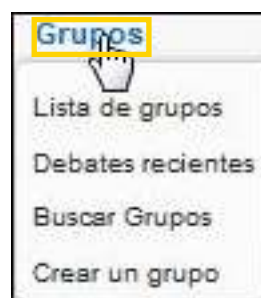 Grupos
Lista de grupos
Debates recientes
Buscar Grupos
Crear un grupo